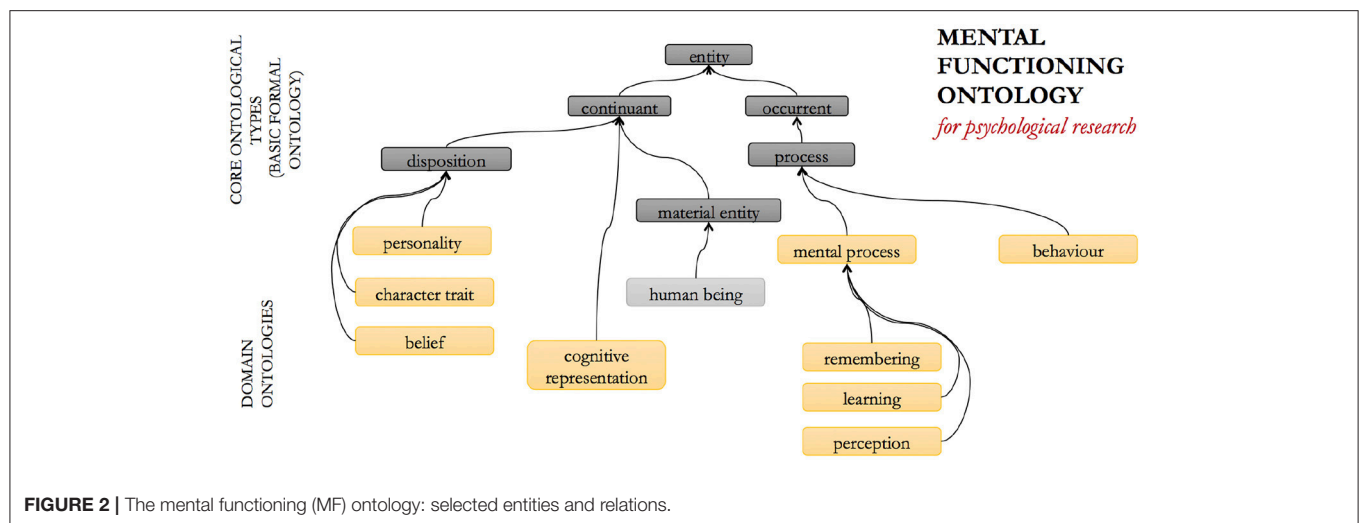 CORE ONTOLOGICAL
TYPES
(BASIC FORMAL
ONTOLOGY)
DOMAIN
ONTOLOGIES
MENTAL
FUNCTIONING
ONTOLOGY
for psychological research
entity
continuant
occurrent
disposition
process
material entity
personality
mental process
behaviour
character trait
human being
belief
cognitive
representation
remembering
learning
perception
FIGURE 2 | The mental functioning (MF) ontology: selected entities and relations.